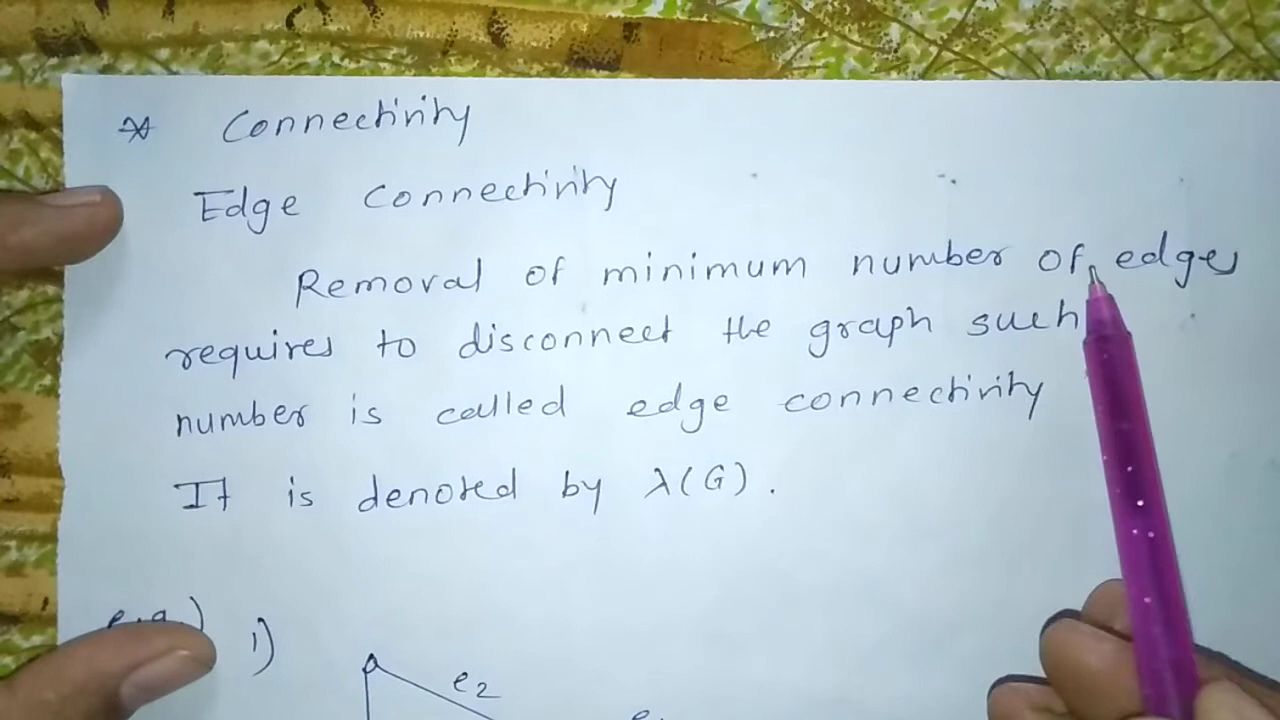 * Connectivity
Edge Connectivity
Removal of minimum number of edges
requires to disconnect the graph such
number is called edge connectivity
It is denoted by λ(G).
e.g.) 1)
e2